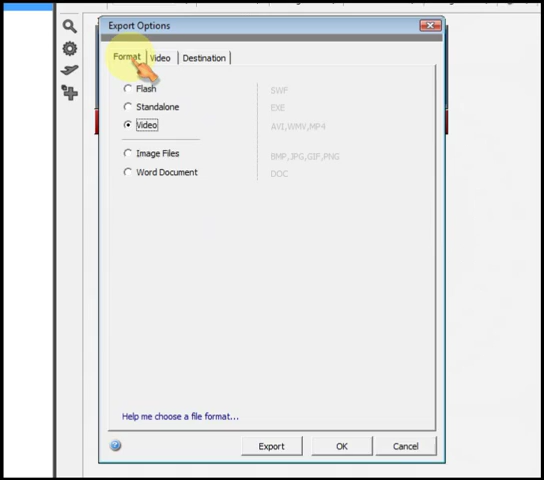 Export Options
Format Video Destination
Flash SWF
Standalone EXE
Video AVI,WMV,MP4
Image Files BMP,JPG,GIF,PNG
Word Document DOC
Help me choose a file format...
Export OK Cancel